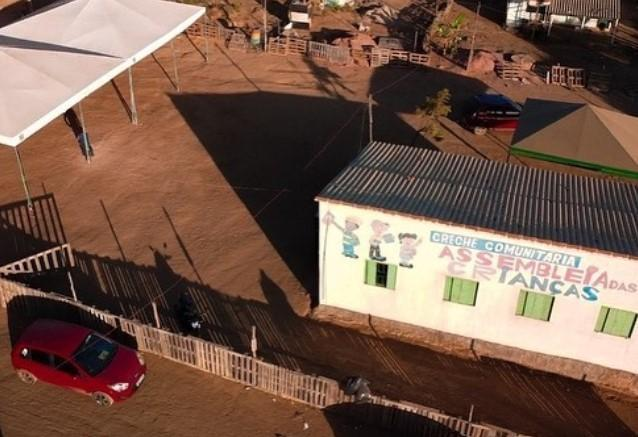 CRECHE COMUNITARIA
ASSEMBLEIA DAS
CRIANÇAS